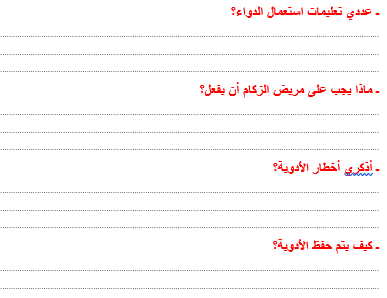 ـ عددي تعليمات استعمال الدواء؟
ـ ماذا يجب على مريض الزكام أن يفعل؟
ـ أذكري أخطار الأدوية؟
ـ كيف يتم حفظ الأدوية؟